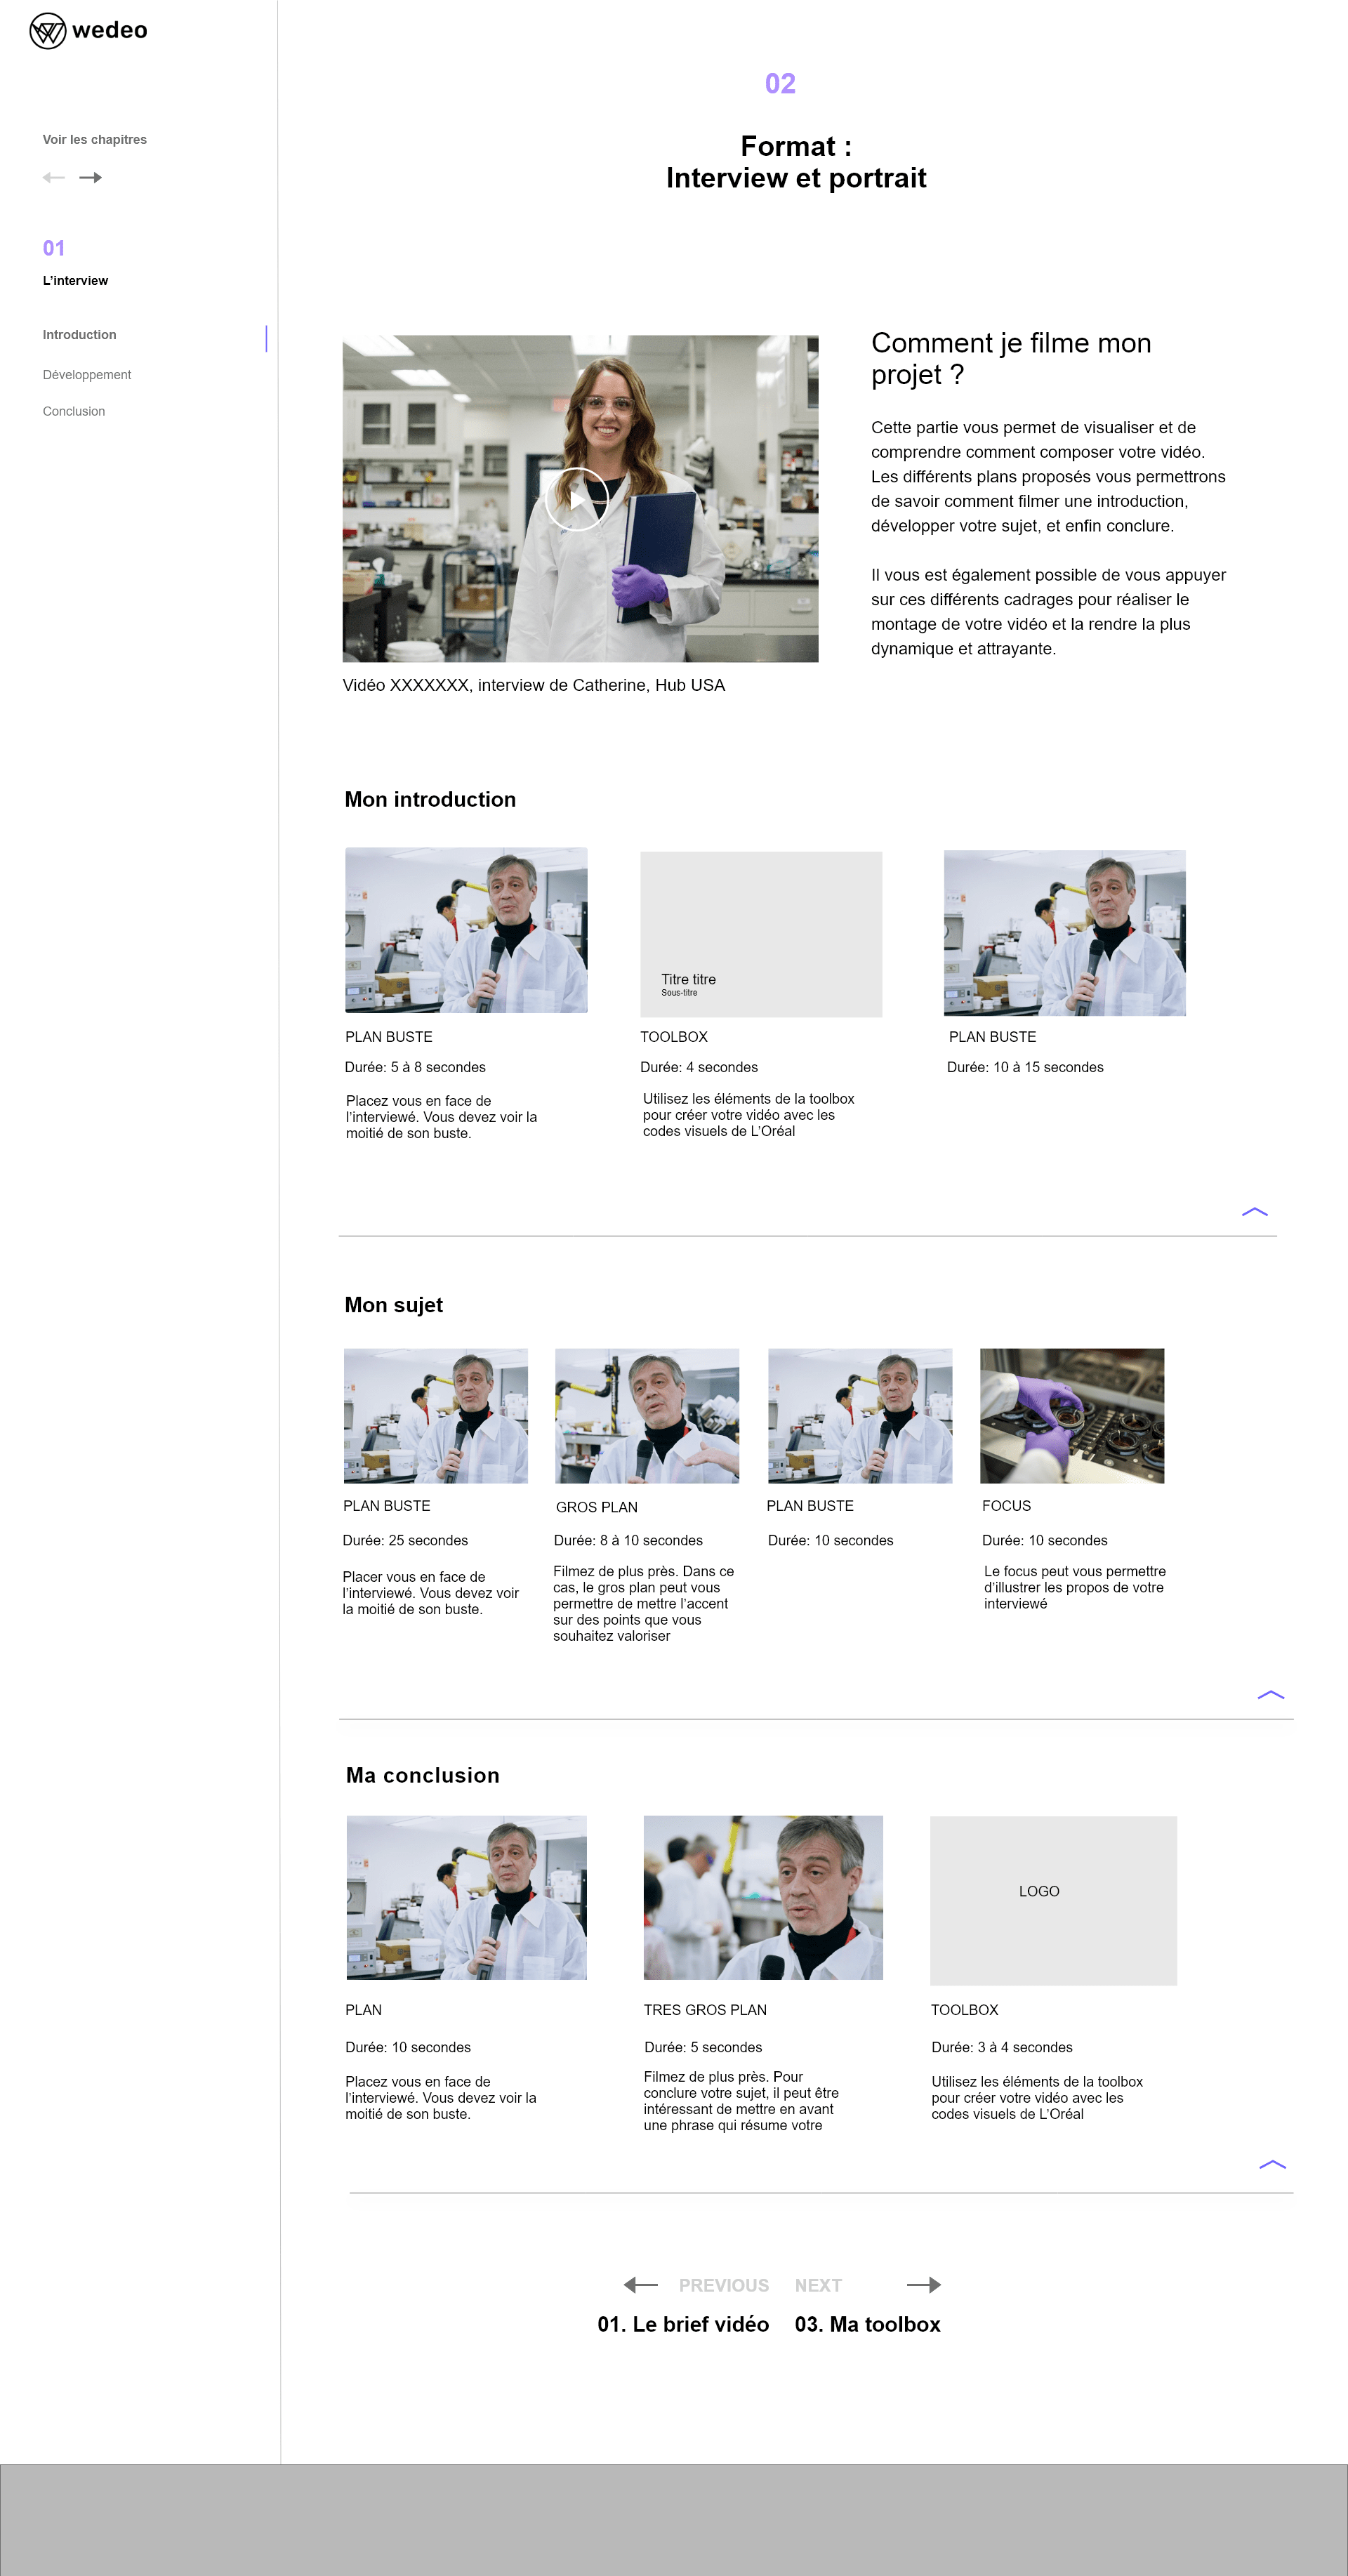 wedeo
Voir les chapitres
01
L'interview
Introduction
Développement
Conclusion
02
Format :
Interview et portrait
Comment je filme mon
projet ?
Cette partie vous permet de visualiser et de
comprendre comment composer votre vidéo.
Les différents plans proposés vous permettrons
de savoir comment filmer une introduction,
développer votre sujet, et enfin conclure.
Il vous est également possible de vous appuyer
sur ces différents cadrages pour réaliser le
montage de votre vidéo et la rendre la plus
dynamique et attrayante.
Vidéo XXXXXXX, interview de Catherine, Hub USA
Mon introduction
PLAN BUSTE
Durée: 5 à 8 secondes
Placez vous en face de
l'interviewé. Vous devez voir la
moitié de son buste.
Titre titre
Sous-titre
TOOLBOX
Durée: 4 secondes
Utilisez les éléments de la toolbox
pour créer votre vidéo avec les
codes visuels de L'Oréal
PLAN BUSTE
Durée: 10 à 15 secondes
Mon sujet
PLAN BUSTE
Durée: 25 secondes
Placer vous en face de
l'interviewé. Vous devez voir
la moitié de son buste.
GROS PLAN
Durée: 8 à 10 secondes
Filmez de plus près. Dans ce
cas, le gros plan peut vous
permettre de mettre l'accent
sur des points que vous
souhaitez valoriser
PLAN BUSTE
Durée: 10 secondes
FOCUS
Durée: 10 secondes
Le focus peut vous permettre
d'illustrer les propos de votre
interviewé
Ma conclusion
PLAN
Durée: 10 secondes
Placez vous en face de
l'interviewé. Vous devez voir la
moitié de son buste.
TRES GROS PLAN
Durée: 5 secondes
Filmez de plus près. Pour
conclure votre sujet, il peut être
intéressant de mettre en avant
une phrase qui résume votre
LOGO
TOOLBOX
Durée: 3 à 4 secondes
Utilisez les éléments de la toolbox
pour créer votre vidéo avec les
codes visuels de L'Oréal
PREVIOUS
01. Le brief vidéo
NEXT
03. Ma toolbox